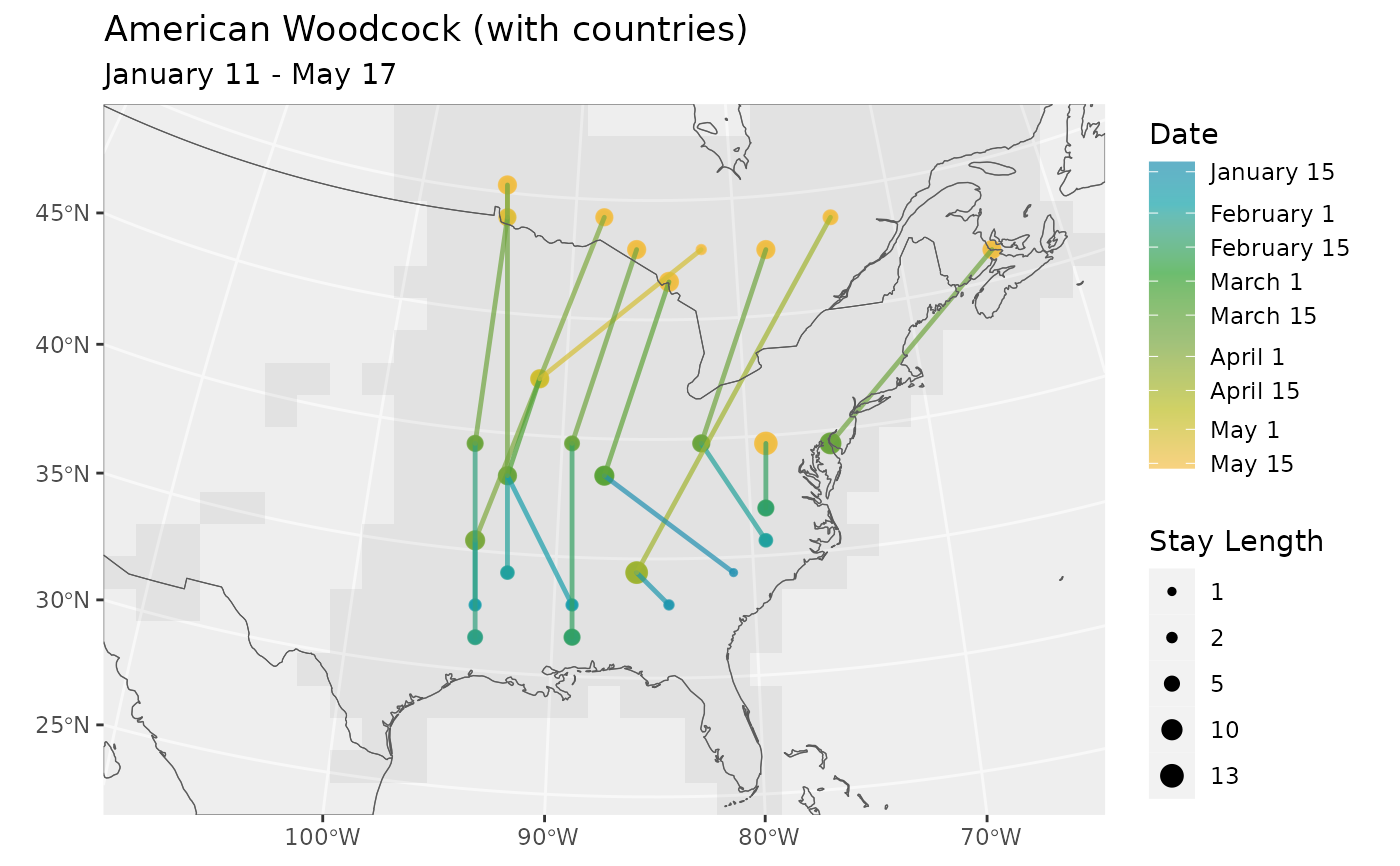 American Woodcock (with countries)
January 11 - May 17
45°N
40°N
35°N
30°N
25°N
100°W
90°W
80°W
70°W
Date
January 15
February 1
February 15
March 1
March 15
April 1
April 15
May 1
May 15
Stay Length
1
2
5
10
13